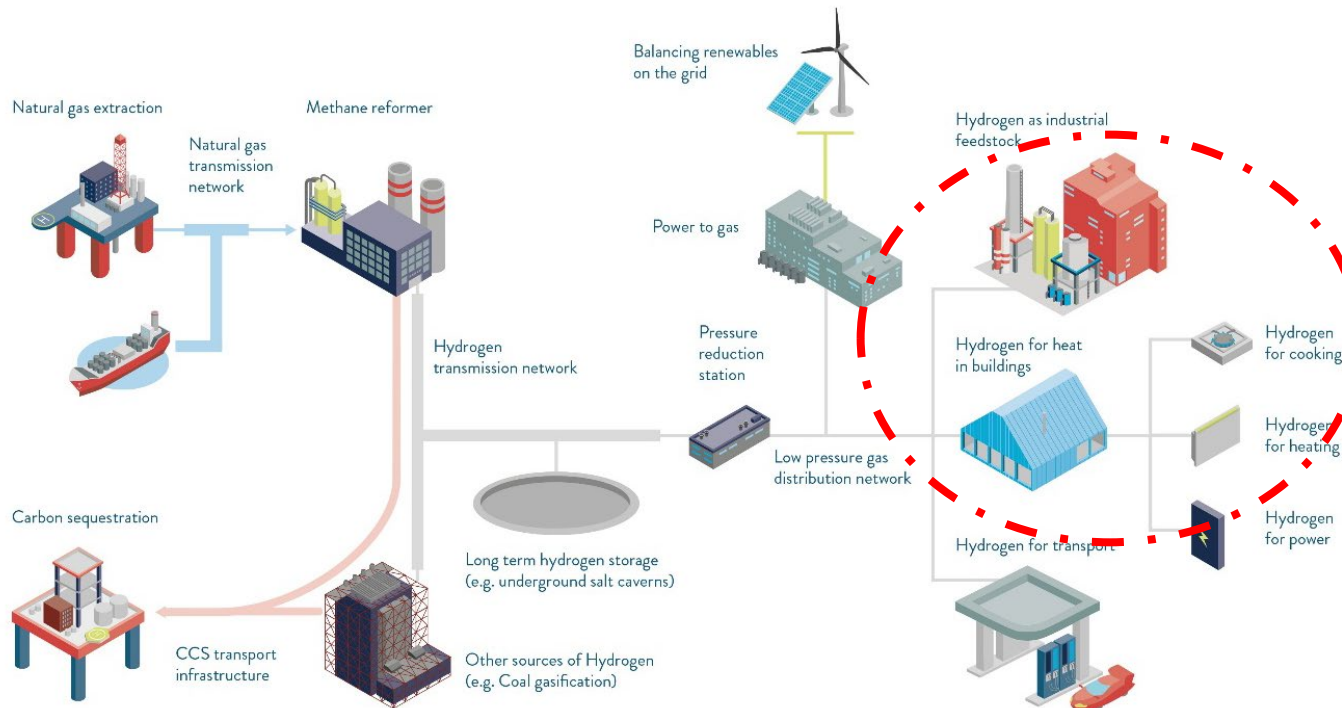 Balancing renewables
on the grid
Natural gas extraction
Methane reformer
Hydrogen as industrial
feedstock
Natural gas
transmission
network
Power to gas
Hydrogen
transmission network
Pressure
reduction
station
Hydrogen for heat
in buildings
Hydrogen
for cooking
Hydrogen
for heating
Low pressure gas
distribution network
Carbon sequestration
Hydrogen
for power
Hydrogen for transport
Long term hydrogen storage
(e.g. underground salt caverns)
CCS transport
infrastructure
Other sources of Hydrogen
(e.g. Coal gasification)
H